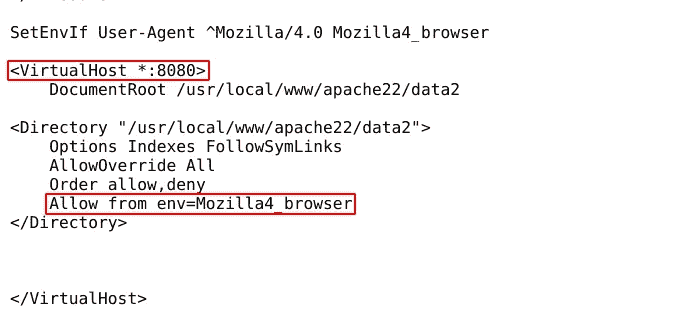 SetEnvIf User-Agent ^Mozilla/4.0 Mozilla4_browser
<VirtualHost *:8080>
DocumentRoot /usr/local/www/apache22/data2
<Directory "/usr/local/www/apache22/data2">
Options Indexes FollowSymLinks
AllowOverride All
Order allow,deny
Allow from env=Mozilla4_browser
</Directory>
</VirtualHost>